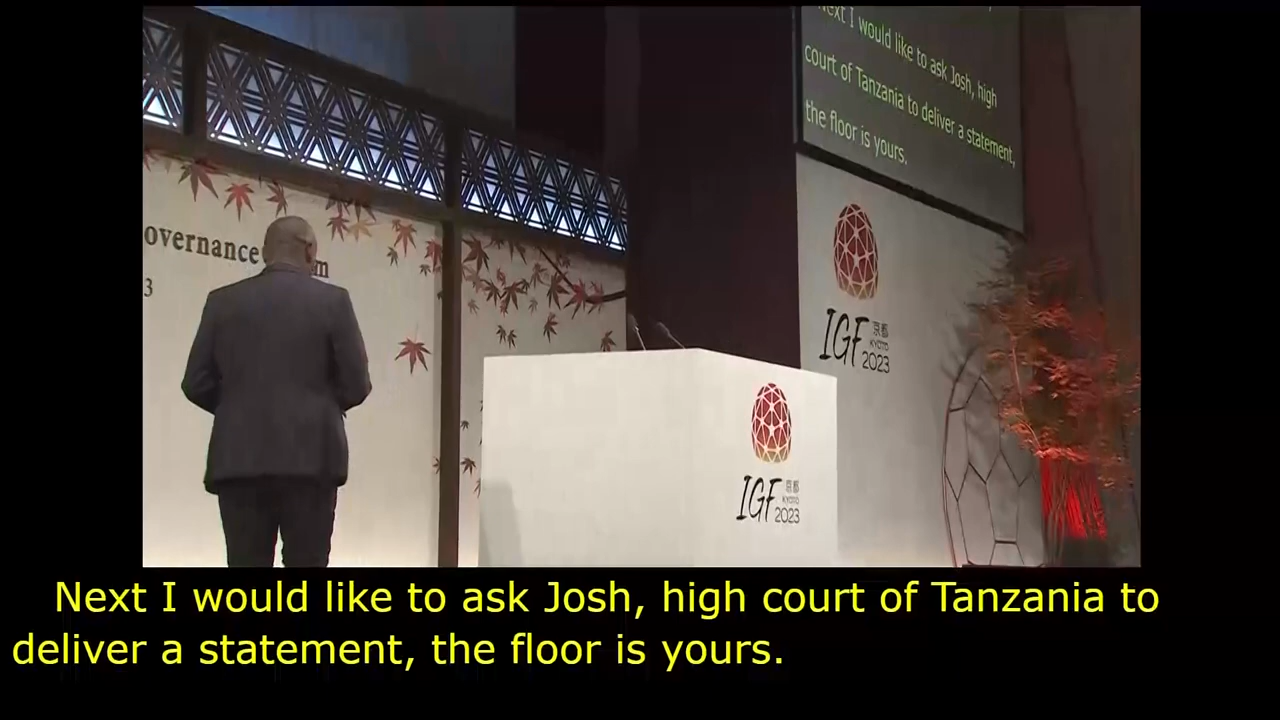 Next I would like to ask Josh, high
court of Tanzania to deliver a statement,
the floor is yours.
overnance
m
3
IGF 京都
KYOTO
2023
IGF 京都
KYOTO
2023
Next I would like to ask Josh, high court of Tanzania to
deliver a statement, the floor is yours.